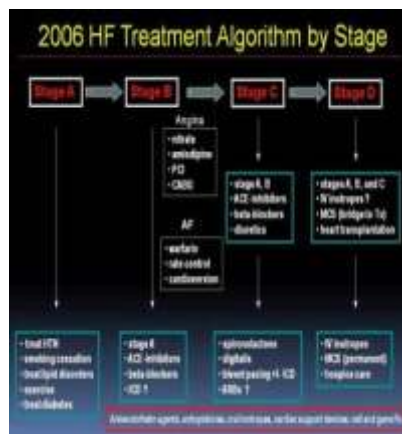 2006 HF Treatment Algorithm by Stage
Stage A
Stage B
Stage C
Stage D
Angina
• nitrate
• amlodipine
• PCI
• CABG
AF
• warfarin
• rate control
• cardioversion
• stage A, B
• ACE-inhibitors
• beta blockers
• diuretics
• stages A, B, and C
• IV inotropes ?
• MCS (bridge to Tx)
• heart transplantation
• treat HTN
• smoking cessation
• treat lipid disorders
• exercise
• treat diabetes
• stage A
• ACE-inhibitors
• beta blockers
• ICD ?
• spironolactone
• digitalis
• bivent pacing +/- ICD
• ARBs ?
• IV inotropes
• MCS (permanent)
• hospice care